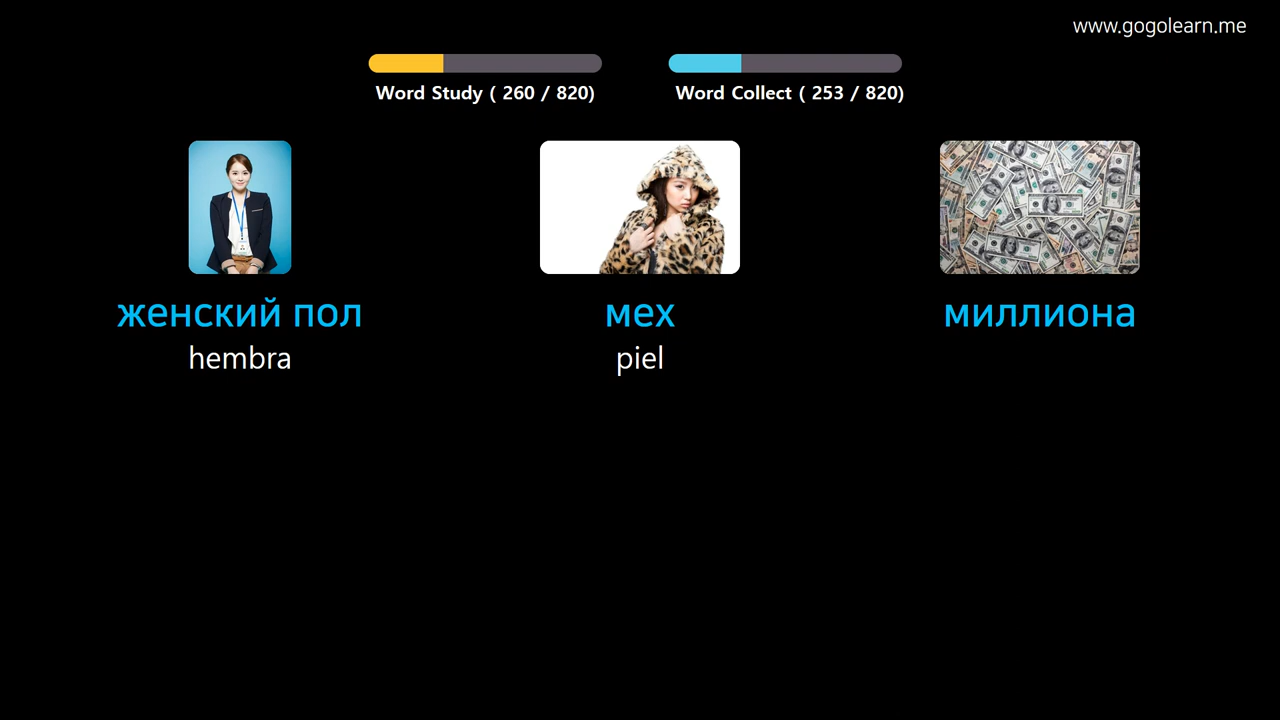 www.gogolearn.me
Word Study ( 260 / 820)
Word Collect ( 253 / 820)
женский пол
hembra
мех
piel
миллиона